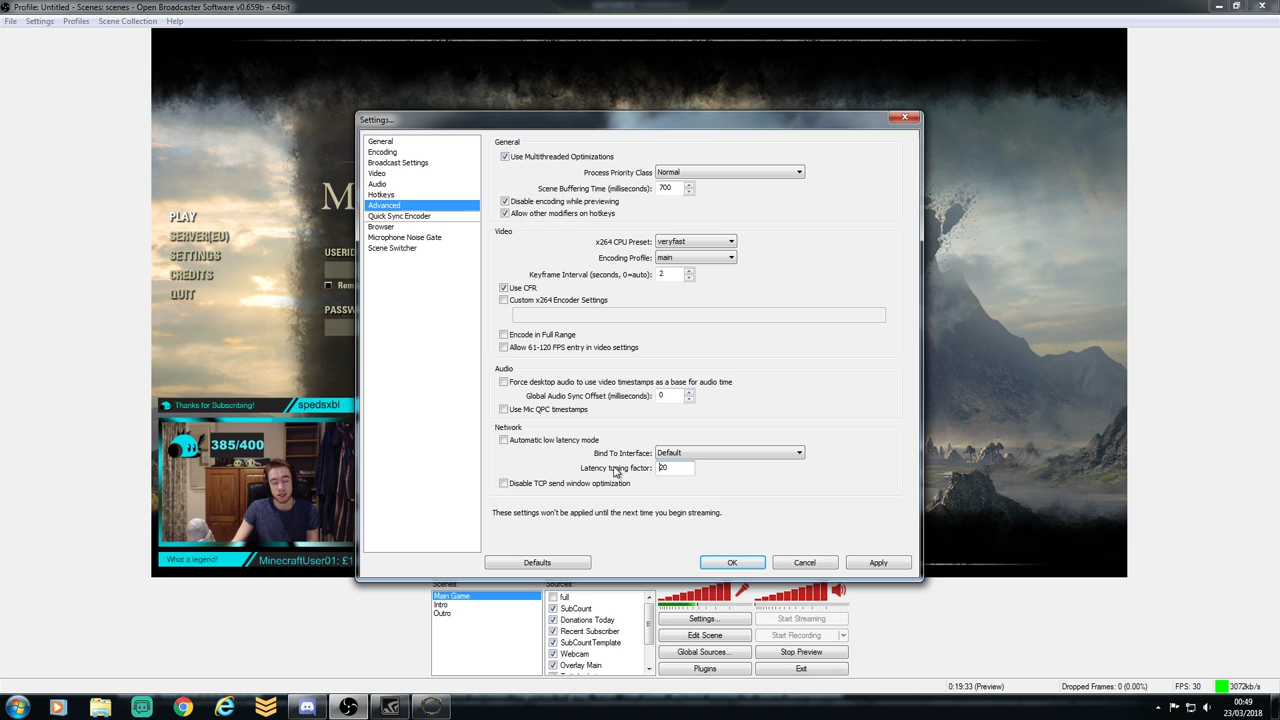 Profile: Untitled - Scenes: scenes - Open Broadcaster Software v0.659b - 64bit
File Settings Profiles Scene Collection Help
Settings...
General
Encoding
Broadcast Settings
Video
Audio
Hotkeys
Advanced
Quick Sync Encoder
Browser
Microphone Noise Gate
Scene Switcher
General
Use Multithreaded Optimizations
Process Priority Class Normal
Scene Buffering Time (milliseconds): 700
Disable encoding while previewing
Allow other modifiers on hotkeys
Video
x264 CPU Preset: veryfast
Encoding Profile: main
Keyframe Interval (seconds, 0=auto): 2
Use CFR
Custom x264 Encoder Settings
Encode in Full Range
Allow 61-120 FPS entry in video settings
Audio
Force desktop audio to use video timestamps as a base for audio time
Global Audio Sync Offset (milliseconds): 0
Use Mic QPC timestamps
Network
Automatic low latency mode
Bind To Interface: Default
Latency tuning factor: 20
Disable TCP send window optimization
These settings won't be applied until the next time you begin streaming.
Defaults OK Cancel Apply
M
PLAY
SERVER(EU)
SETTINGS
CREDITS
QUIT
USERID
Rem
PASSW
Thanks for Subscribing! spedsxbl
385/400
What a legend! MinecraftUser01: £1
Scenes:
Main Game
Intro
Outro
Sources:
full
SubCount
Donations Today
Recent Subscriber
SubCountTemplate
Webcam
Overlay Main
Settings... Start Streaming
Edit Scene Start Recording
Global Sources... Stop Preview
Plugins Exit
0:19:33 (Preview) Dropped Frames: 0 (0.00%) FPS: 30 3072kb/s
00:49
23/03/2018